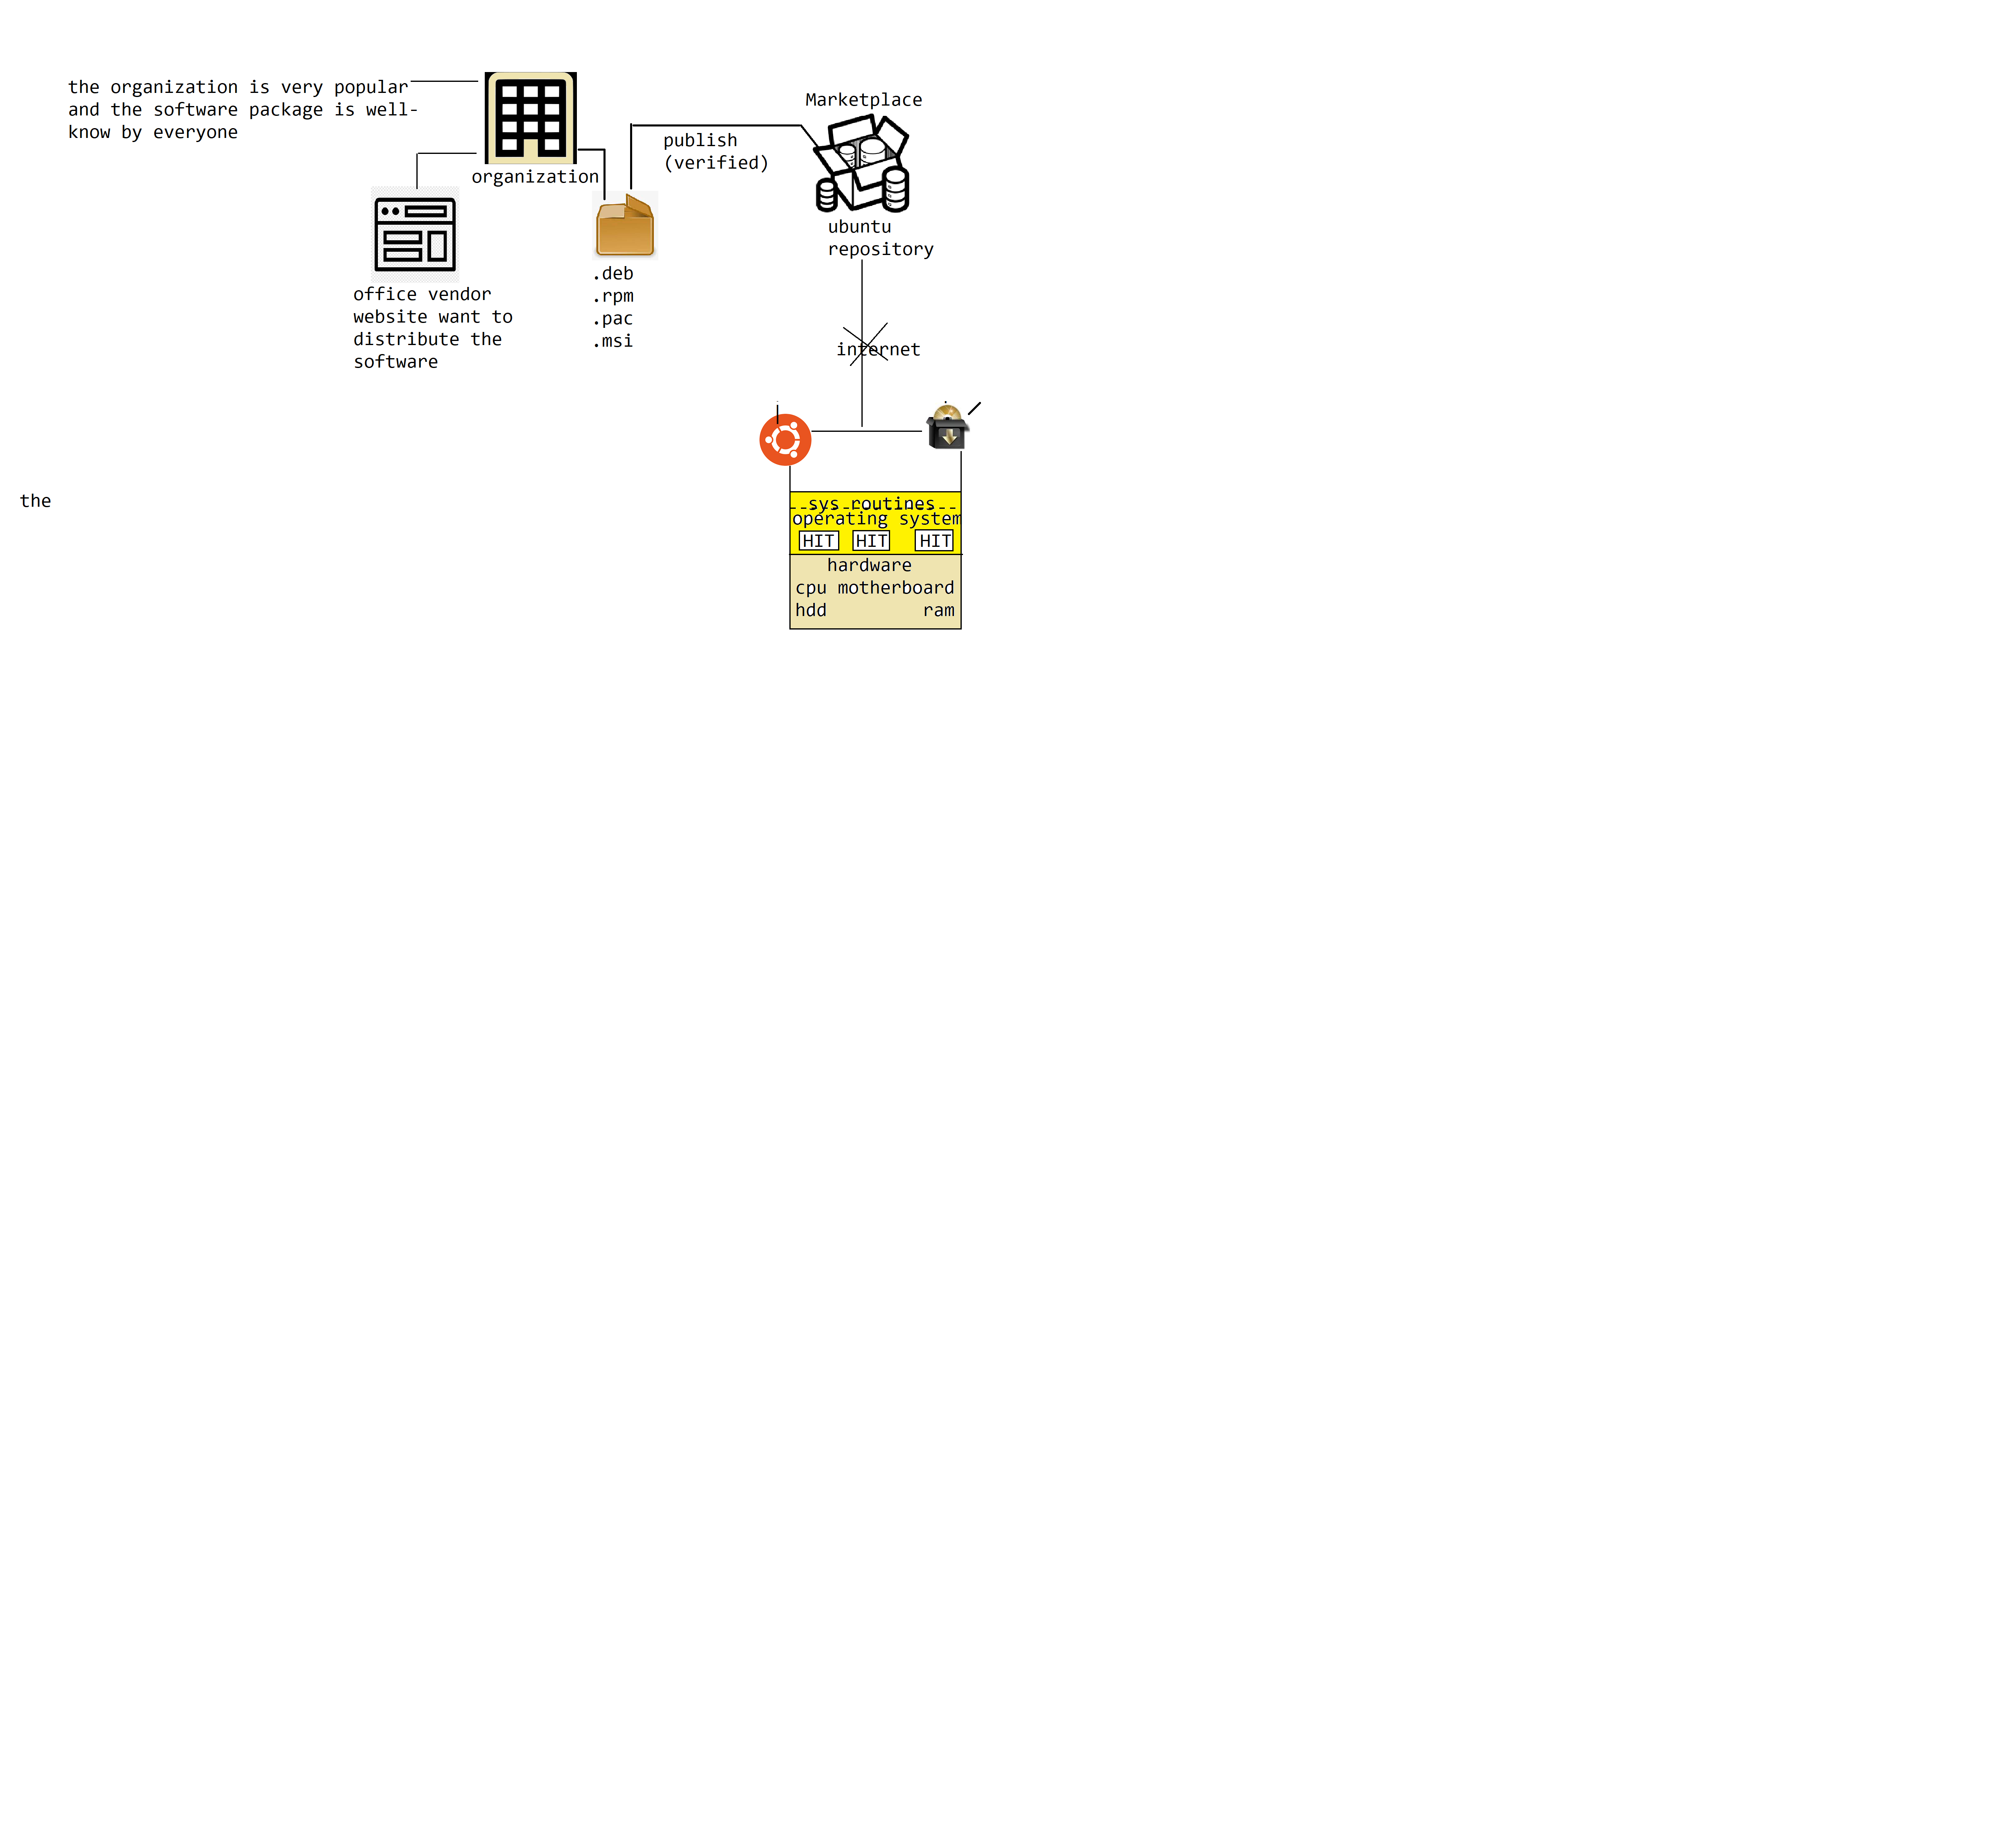 the organization is very popular
and the software package is well-
know by everyone
organization
office vendor
website want to
distribute the
software
.deb
.rpm
.pac
.msi
publish
(verified)
Marketplace
ubuntu
repository
internet
the
sys routines
operating system
HIT HIT HIT
hardware
cpu motherboard
hdd ram